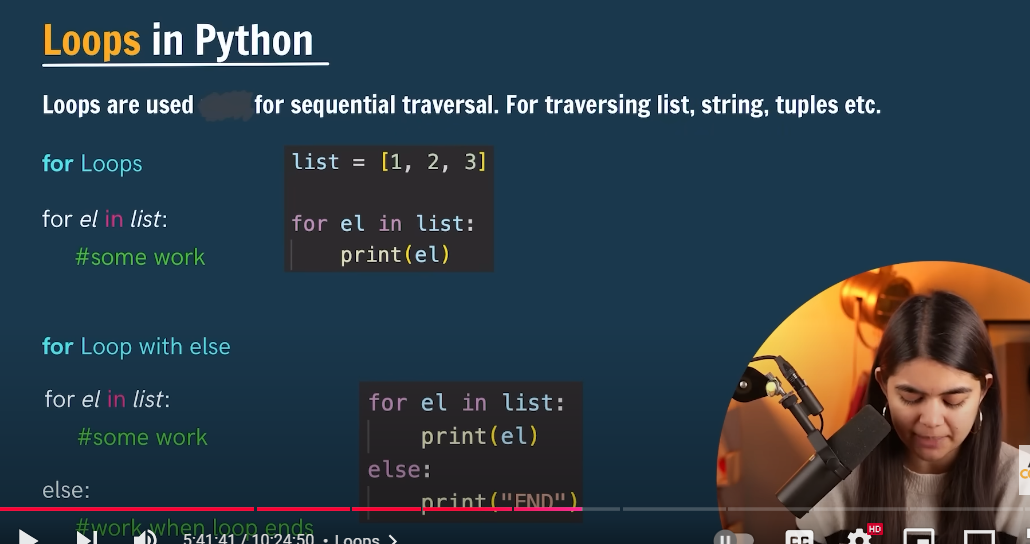 Loops in Python
Loops are used for sequential traversal. For traversing list, string, tuples etc.
for Loops
for el in list:
#some work
list = [1, 2, 3]
for el in list:
print(el)
for Loop with else
for el in list:
#some work
else:
#work when loop ends
for el in list:
print(el)
else:
print("END")
5:41:41 / 10:24:50 • Loops >
CC
HD